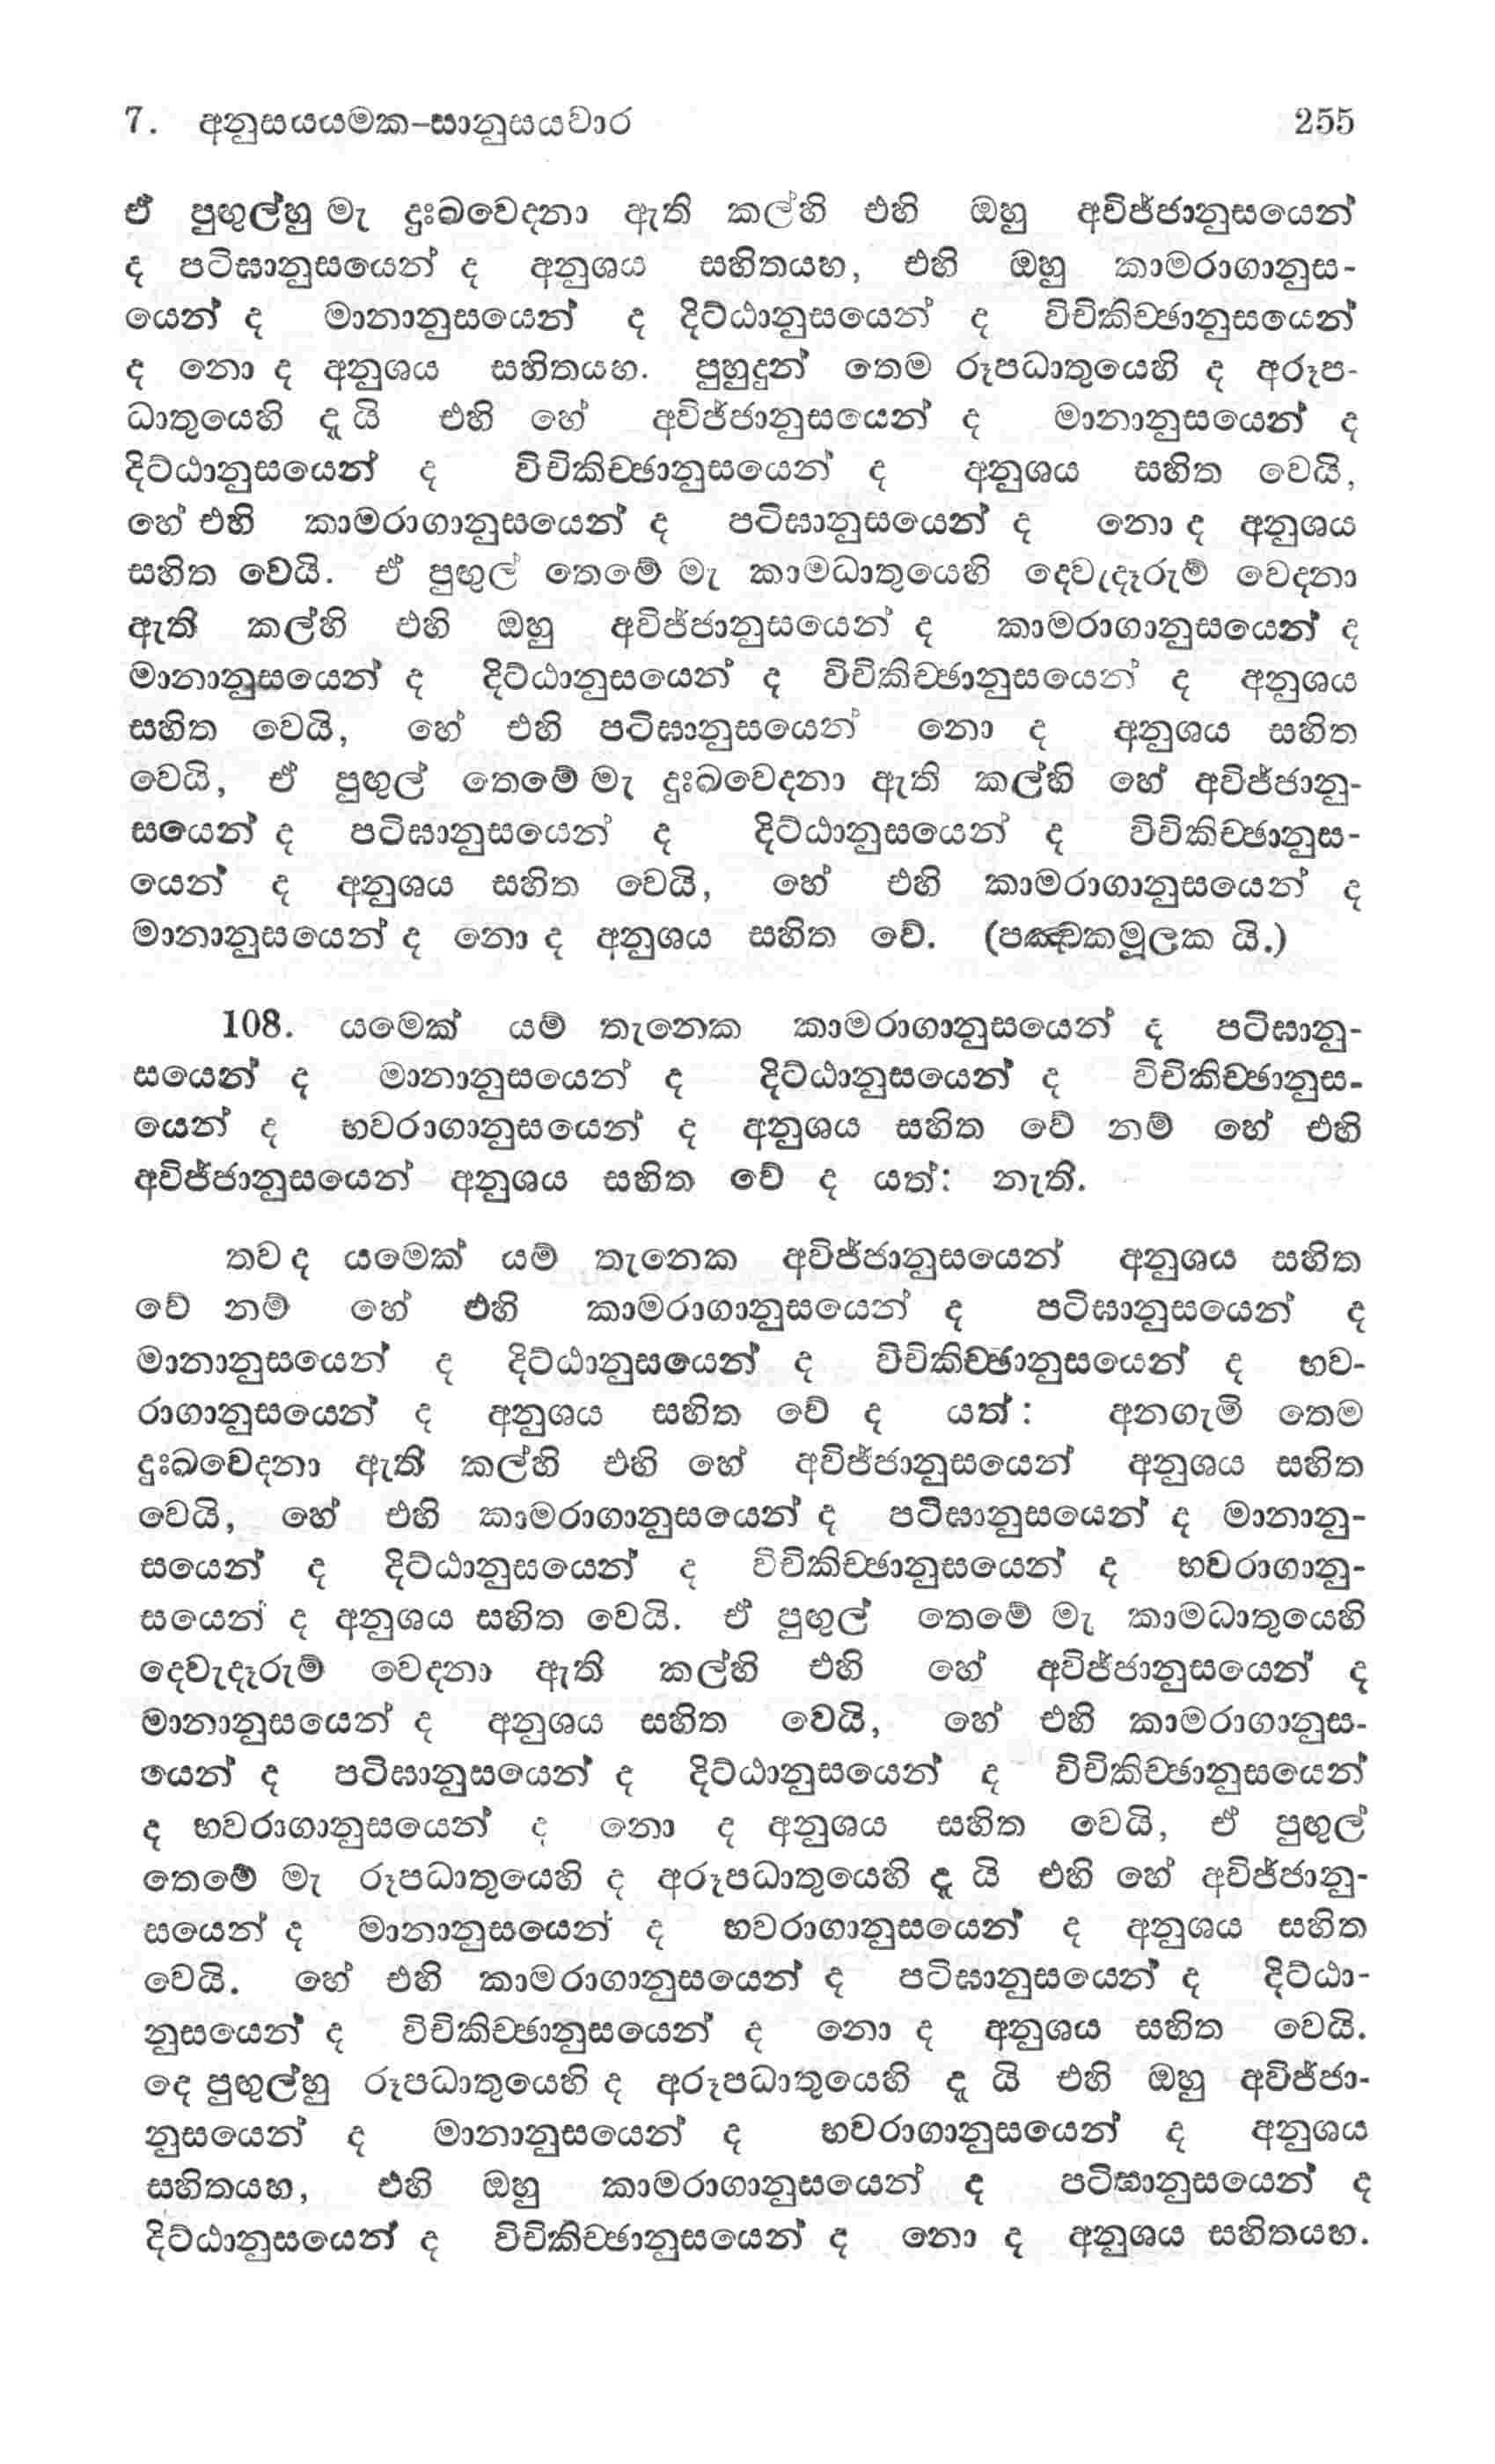 7. අනුසයයමක–සානුසයවාර 255
ඒ පුඟුල්හු මැ දුඃඛවෙදනා ඇති කල්හි එහි ඔහු අවිජ්ජානුසයෙන්
ද පටිඝානුසයෙන් ද අනුශය සහිතයහ, එහි ඔහු කාමරාගානුස-
යෙන් ද මානානුසයෙන් ද දිට්ඨානුසයෙන් ද විචිකිච්ඡානුසයෙන්
ද නො ද අනුශය සහිතයහ. පුහුදුන් තෙම රූපධාතුයෙහි ද අරූප-
ධාතුයෙහි දූ යි එහි හේ අවිජ්ජානුසයෙන් ද මානානුසයෙන් ද
දිට්ඨානුසයෙන් ද විචිකිච්ඡානුසයෙන් ද අනුශය සහිත වෙයි,
හේ එහි කාමරාගානුසයෙන් ද පටිඝානුසයෙන් ද නො ද අනුශය
සහිත වෙයි. ඒ පුඟුල් තෙමේ මැ කාමධාතුයෙහි දෙවැදෑරුම් වෙදනා
ඇති කල්හි එහි ඔහු අවිජ්ජානුසයෙන් ද කාමරාගානුසයෙන් ද
මානානුසයෙන් ද දිට්ඨානුසයෙන් ද විචිකිච්ඡානුසයෙන් ද අනුශය
සහිත වෙයි, හේ එහි පටිඝානුසයෙන් නො ද අනුශය සහිත
වෙයි, ඒ පුඟුල් තෙමේ මැ දුඃඛවෙදනා ඇති කල්හි හේ අවිජ්ජානු-
සයෙන් ද පටිඝානුසයෙන් ද දිට්ඨානුසයෙන් ද විචිකිච්ඡානුස-
යෙන් ද අනුශය සහිත වෙයි, හේ එහි කාමරාගානුසයෙන් ද
මානානුසයෙන් ද නො ද අනුශය සහිත වේ. (පඤ්චකමූලක යි.)
108. යමෙක් යම් තැනෙක කාමරාගානුසයෙන් ද පටිඝානු-
සයෙන් ද මානානුසයෙන් ද දිට්ඨානුසයෙන් ද විචිකිච්ඡානුස-
යෙන් ද භවරාගානුසයෙන් ද අනුශය සහිත වේ නම් හේ එහි
අවිජ්ජානුසයෙන් අනුශය සහිත වේ ද යත්: නැති.
තව ද යමෙක් යම් තැනෙක අවිජ්ජානුසයෙන් අනුශය සහිත
වේ නම් හේ එහි කාමරාගානුසයෙන් ද පටිඝානුසයෙන් ද
මානානුසයෙන් ද දිට්ඨානුසයෙන් ද විචිකිච්ඡානුසයෙන් ද භව-
රාගානුසයෙන් ද අනුශය සහිත වේ ද යත්: අනගැමි තෙම
දුඃඛවෙදනා ඇති කල්හි එහි හේ අවිජ්ජානුසයෙන් අනුශය සහිත
වෙයි, හේ එහි කාමරාගානුසයෙන් ද පටිඝානුසයෙන් ද මානානු-
සයෙන් ද දිට්ඨානුසයෙන් ද විචිකිච්ඡානුසයෙන් ද භවරාගානු-
සයෙන් ද අනුශය සහිත වෙයි. ඒ පුඟුල් තෙමේ මැ කාමධාතුයෙහි
දෙවැදෑරුම් වෙදනා ඇති කල්හි එහි හේ අවිජ්ජානුසයෙන් ද
මානානුසයෙන් ද අනුශය සහිත වෙයි, හේ එහි කාමරාගානුස-
යෙන් ද පටිඝානුසයෙන් ද දිට්ඨානුසයෙන් ද විචිකිච්ඡානුසයෙන්
ද භවරාගානුසයෙන් ද නො ද අනුශය සහිත වෙයි, ඒ පුඟුල්
තෙමේ මැ රූපධාතුයෙහි ද අරූපධාතුයෙහි දූ යි එහි හේ අවිජ්ජානු-
සයෙන් ද මානානුසයෙන් ද භවරාගානුසයෙන් ද අනුශය සහිත
වෙයි. හේ එහි කාමරාගානුසයෙන් ද පටිඝානුසයෙන් ද දිට්ඨා-
නුසයෙන් ද විචිකිච්ඡානුසයෙන් ද නො ද අනුශය සහිත වෙයි.
දෙ පුඟුල්හු රූපධාතුයෙහි ද අරූපධාතුයෙහි දූ යි එහි ඔහු අවිජ්ජා-
නුසයෙන් ද මානානුසයෙන් ද භවරාගානුසයෙන් ද අනුශය
සහිතයහ, එහි ඔහු කාමරාගානුසයෙන් ද පටිඝානුසයෙන් ද
දිට්ඨානුසයෙන් ද විචිකිච්ඡානුසයෙන් ද නො ද අනුශය සහිතයහ.